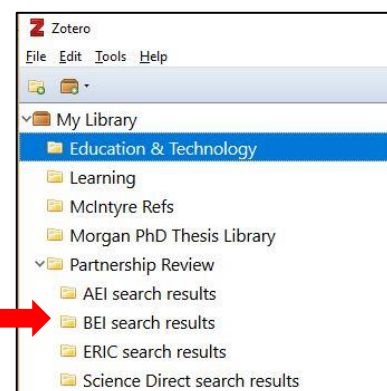 Z Zotero
File Edit Tools Help
My Library
Education & Technology
Learning
McIntyre Refs
Morgan PhD Thesis Library
Partnership Review
AEI search results
BEI search results
ERIC search results
Science Direct search results